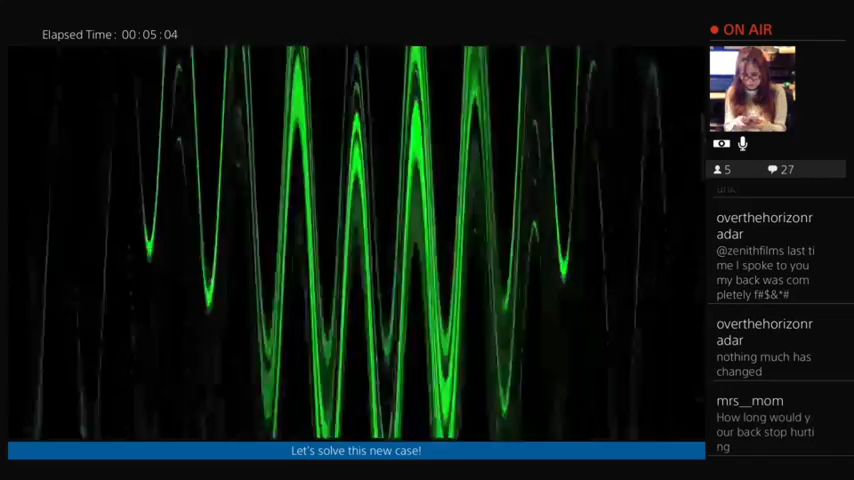 Elapsed Time: 00:05:04
ON AIR
5 27
overthehorizonr
adar
@zenithfilms last ti
me I spoke to you
my back was com
pletely f#$&*#
overthehorizonr
adar
nothing much has
changed
mrs__mom
How long would y
our back stop hurti
ng
Let's solve this new case!